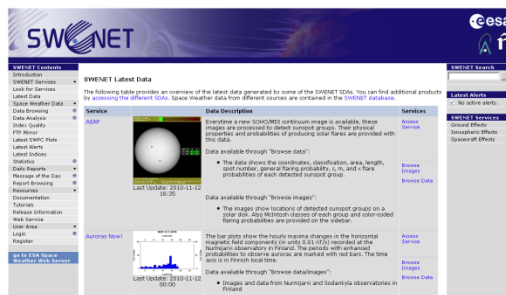 SWENET
esa
SWENET Contents
Introduction
SWENET Services
Look for Services
Latest Data
Space Weather Data
Data Browsing
Data Analysis
Index Quality
FTP Mirror
Latest SWPC Plots
Latest Alerts
Latest Indices
Statistics
Daily Reports
Message of the Day
Report Browsing
Resources
Documentation
Tutorials
Release Information
Web Service
User Area
Login
Register
go to ESA Space
Weather Web Server
SWENET Latest Data
The following table provides an overview of the latest data generated by some of the SWENET SDAs. You can find additional products
by accessing the different SDAs. Space Weather data from different sources are contained in the SWENET database.
Service
Data Description
Services
ASAP
Last Update: 2010-11-12
16:35
Everytime a new SOHO/MDI continuum image is available, these
images are processed to detect sunspot groups. Their physical
properties and probabilities of producing solar flares are provided with
this data.
Data available through "Browse data":
• The data shows the coordinates, classification, area, length,
spot number, general flaring probability, c, m, and x flare
probabilities of each detected sunspot group.
Data available through "Browse images":
• The images show locations of detected sunspot groups on a
solar disk. Also McIntosh classes of each group and color-coded
flaring probability are provided on the sidebar.
Access
Service
Browse
Images
Browse Data
Auroras Now!
Last Update: 2010-11-12
00:00
The bar plots show the hourly maxima changes in the horizontal
magnetic field components (in units 0.01 nT/s) recorded at the
Nurmijarvi observatory in Finland. The periods with enhanced
probabilities to observe auroras are marked with red bars. The time
axis is in Finnish local time.
Data available through "Browse data/images":
• Images and data from Nurmijarvi and Sodankyla observatories in
Finland
Access
Service
Browse
Images
Browse Data
SWENET Search
Latest Alerts
No active alerts.
SWENET Services
Ground Effects
Ionospheric Effects
Spacecraft Effects